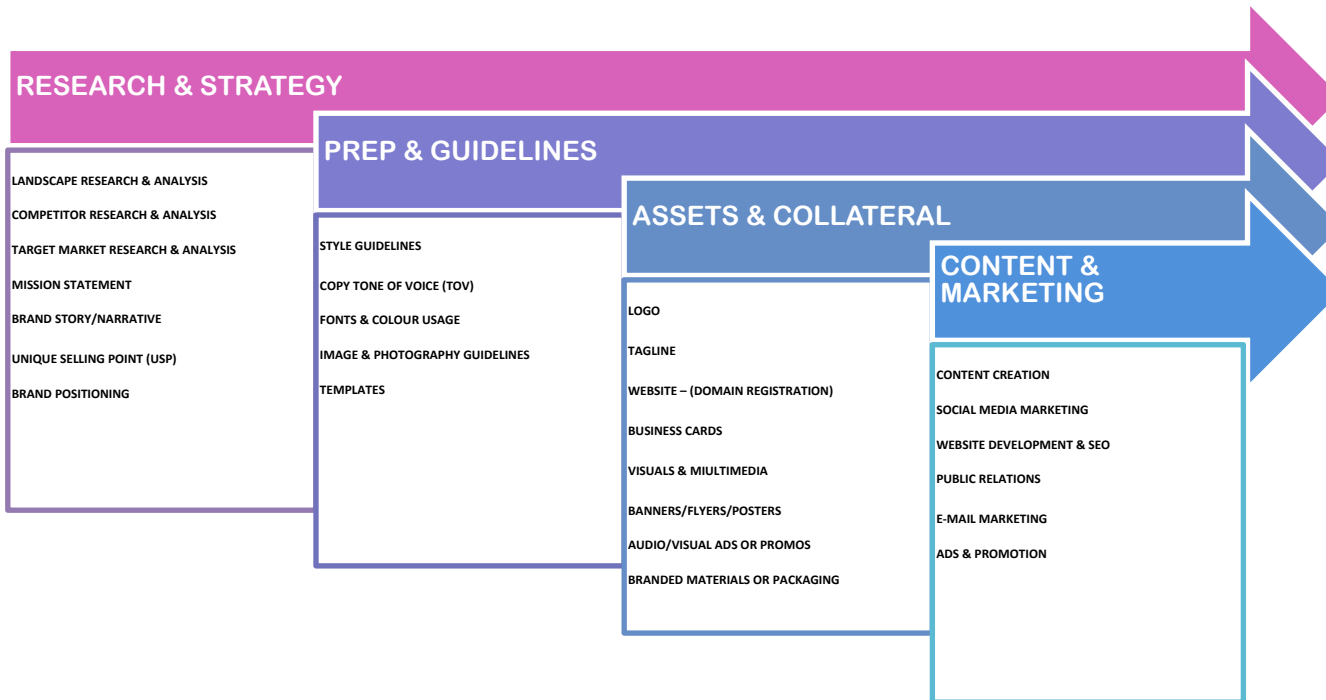 RESEARCH & STRATEGY
LANDSCAPE RESEARCH & ANALYSIS
COMPETITOR RESEARCH & ANALYSIS
TARGET MARKET RESEARCH & ANALYSIS
MISSION STATEMENT
BRAND STORY/NARRATIVE
UNIQUE SELLING POINT (USP)
BRAND POSITIONING
PREP & GUIDELINES
STYLE GUIDELINES
COPY TONE OF VOICE (TOV)
FONTS & COLOUR USAGE
IMAGE & PHOTOGRAPHY GUIDELINES
TEMPLATES
ASSETS & COLLATERAL
LOGO
TAGLINE
WEBSITE – (DOMAIN REGISTRATION)
BUSINESS CARDS
VISUALS & MIULTIMEDIA
BANNERS/FLYERS/POSTERS
AUDIO/VISUAL ADS OR PROMOS
BRANDED MATERIALS OR PACKAGING
CONTENT &
MARKETING
CONTENT CREATION
SOCIAL MEDIA MARKETING
WEBSITE DEVELOPMENT & SEO
PUBLIC RELATIONS
E-MAIL MARKETING
ADS & PROMOTION